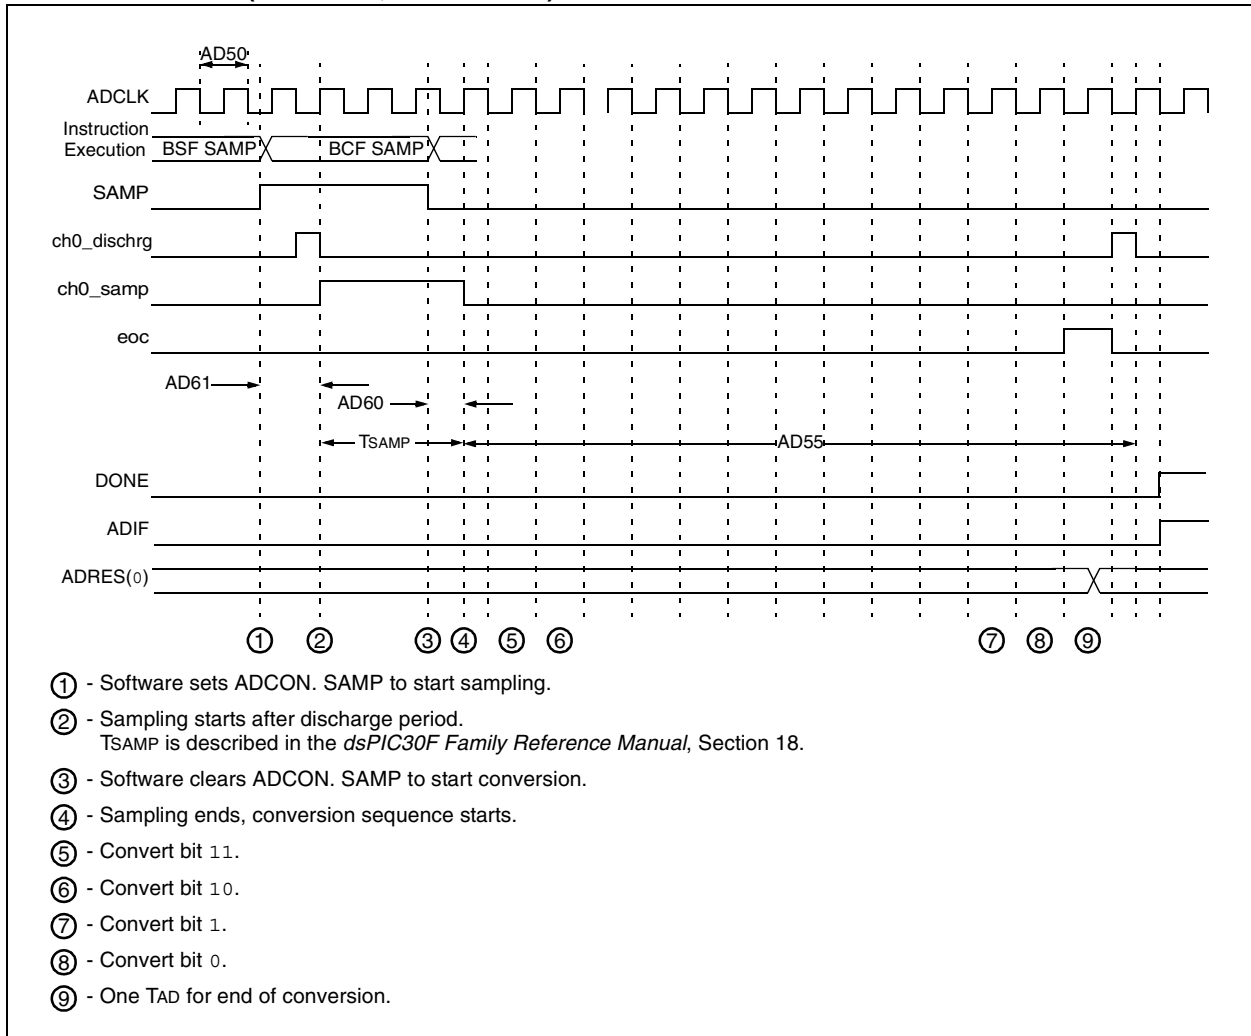 AD50
ADCLK
Instruction
Execution BSF SAMP BCF SAMP
SAMP
ch0_dischrg
ch0_samp
eoc
AD61
AD60
TSAMP AD55
DONE
ADIF
ADRES(0)
1 2 3 4 5 6 7 8 9
1 - Software sets ADCON. SAMP to start sampling.
2 - Sampling starts after discharge period.
TSAMP is described in the dsPIC30F Family Reference Manual, Section 18.
3 - Software clears ADCON. SAMP to start conversion.
4 - Sampling ends, conversion sequence starts.
5 - Convert bit 11.
6 - Convert bit 10.
7 - Convert bit 1.
8 - Convert bit 0.
9 - One TAD for end of conversion.